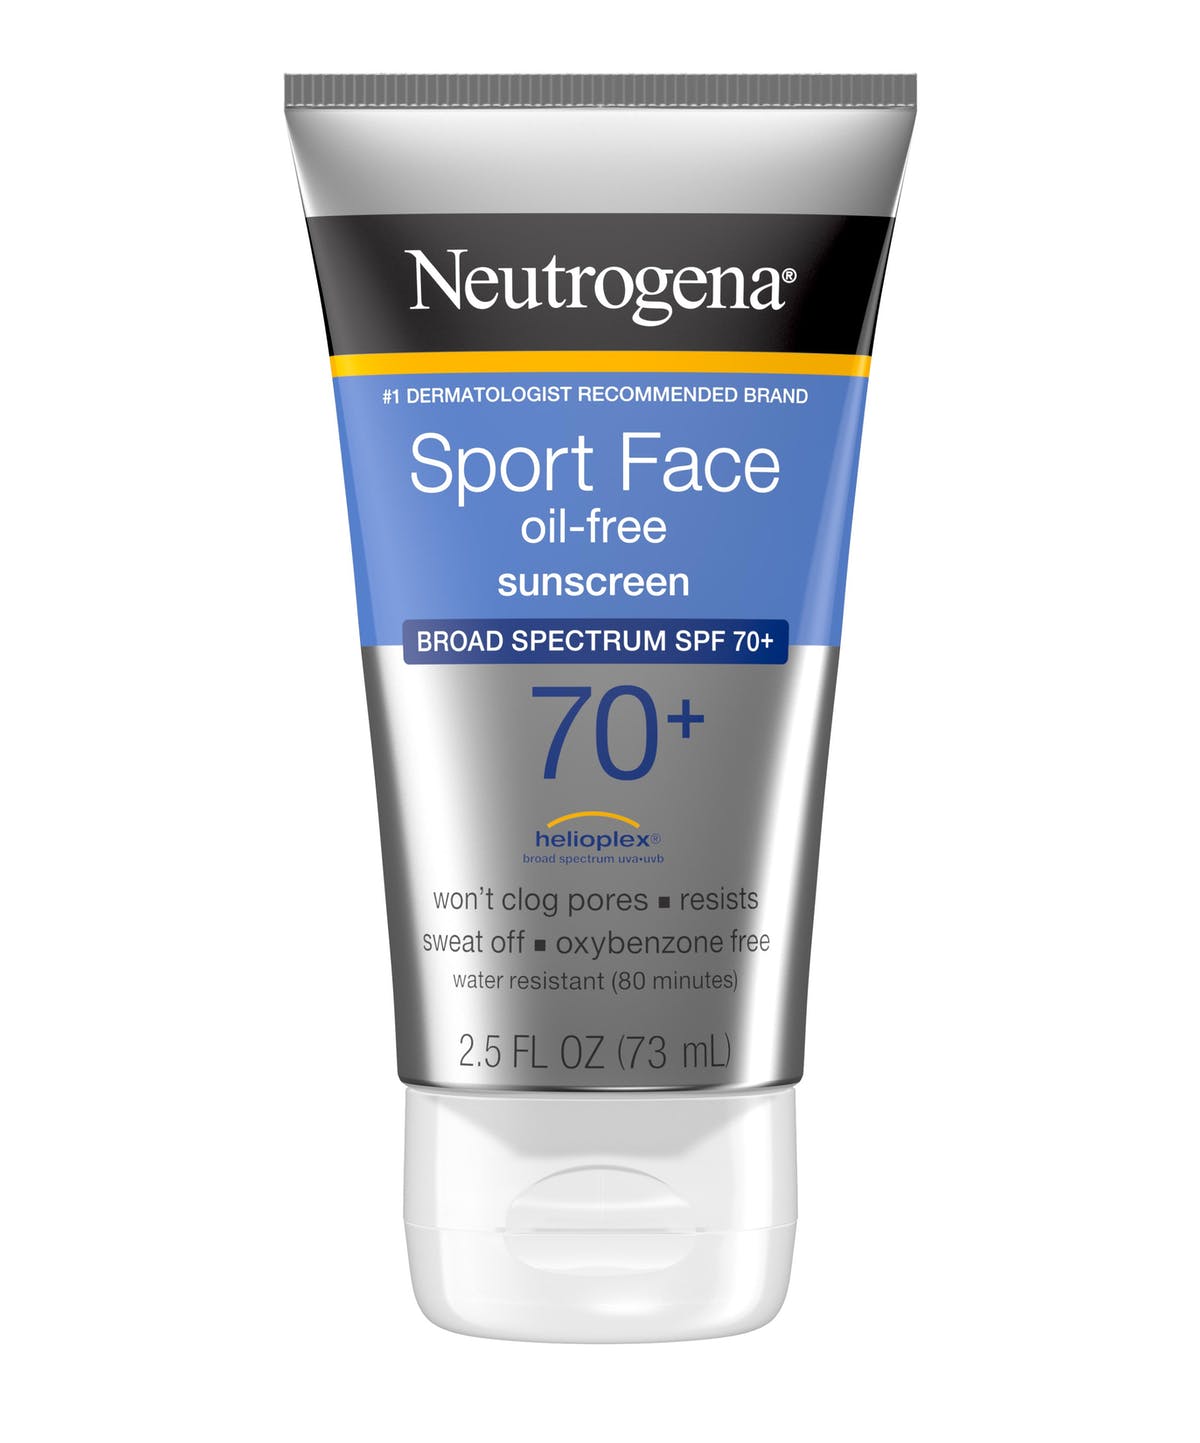 Neutrogena®
#1 DERMATOLOGIST RECOMMENDED BRAND
Sport Face
oil-free
sunscreen
BROAD SPECTRUM SPF 70+
70+
helioplex®
broad spectrum uva•uvb
won't clog pores ▪ resists
sweat off ▪ oxybenzone free
water resistant (80 minutes)
2.5 FL OZ (73 mL)